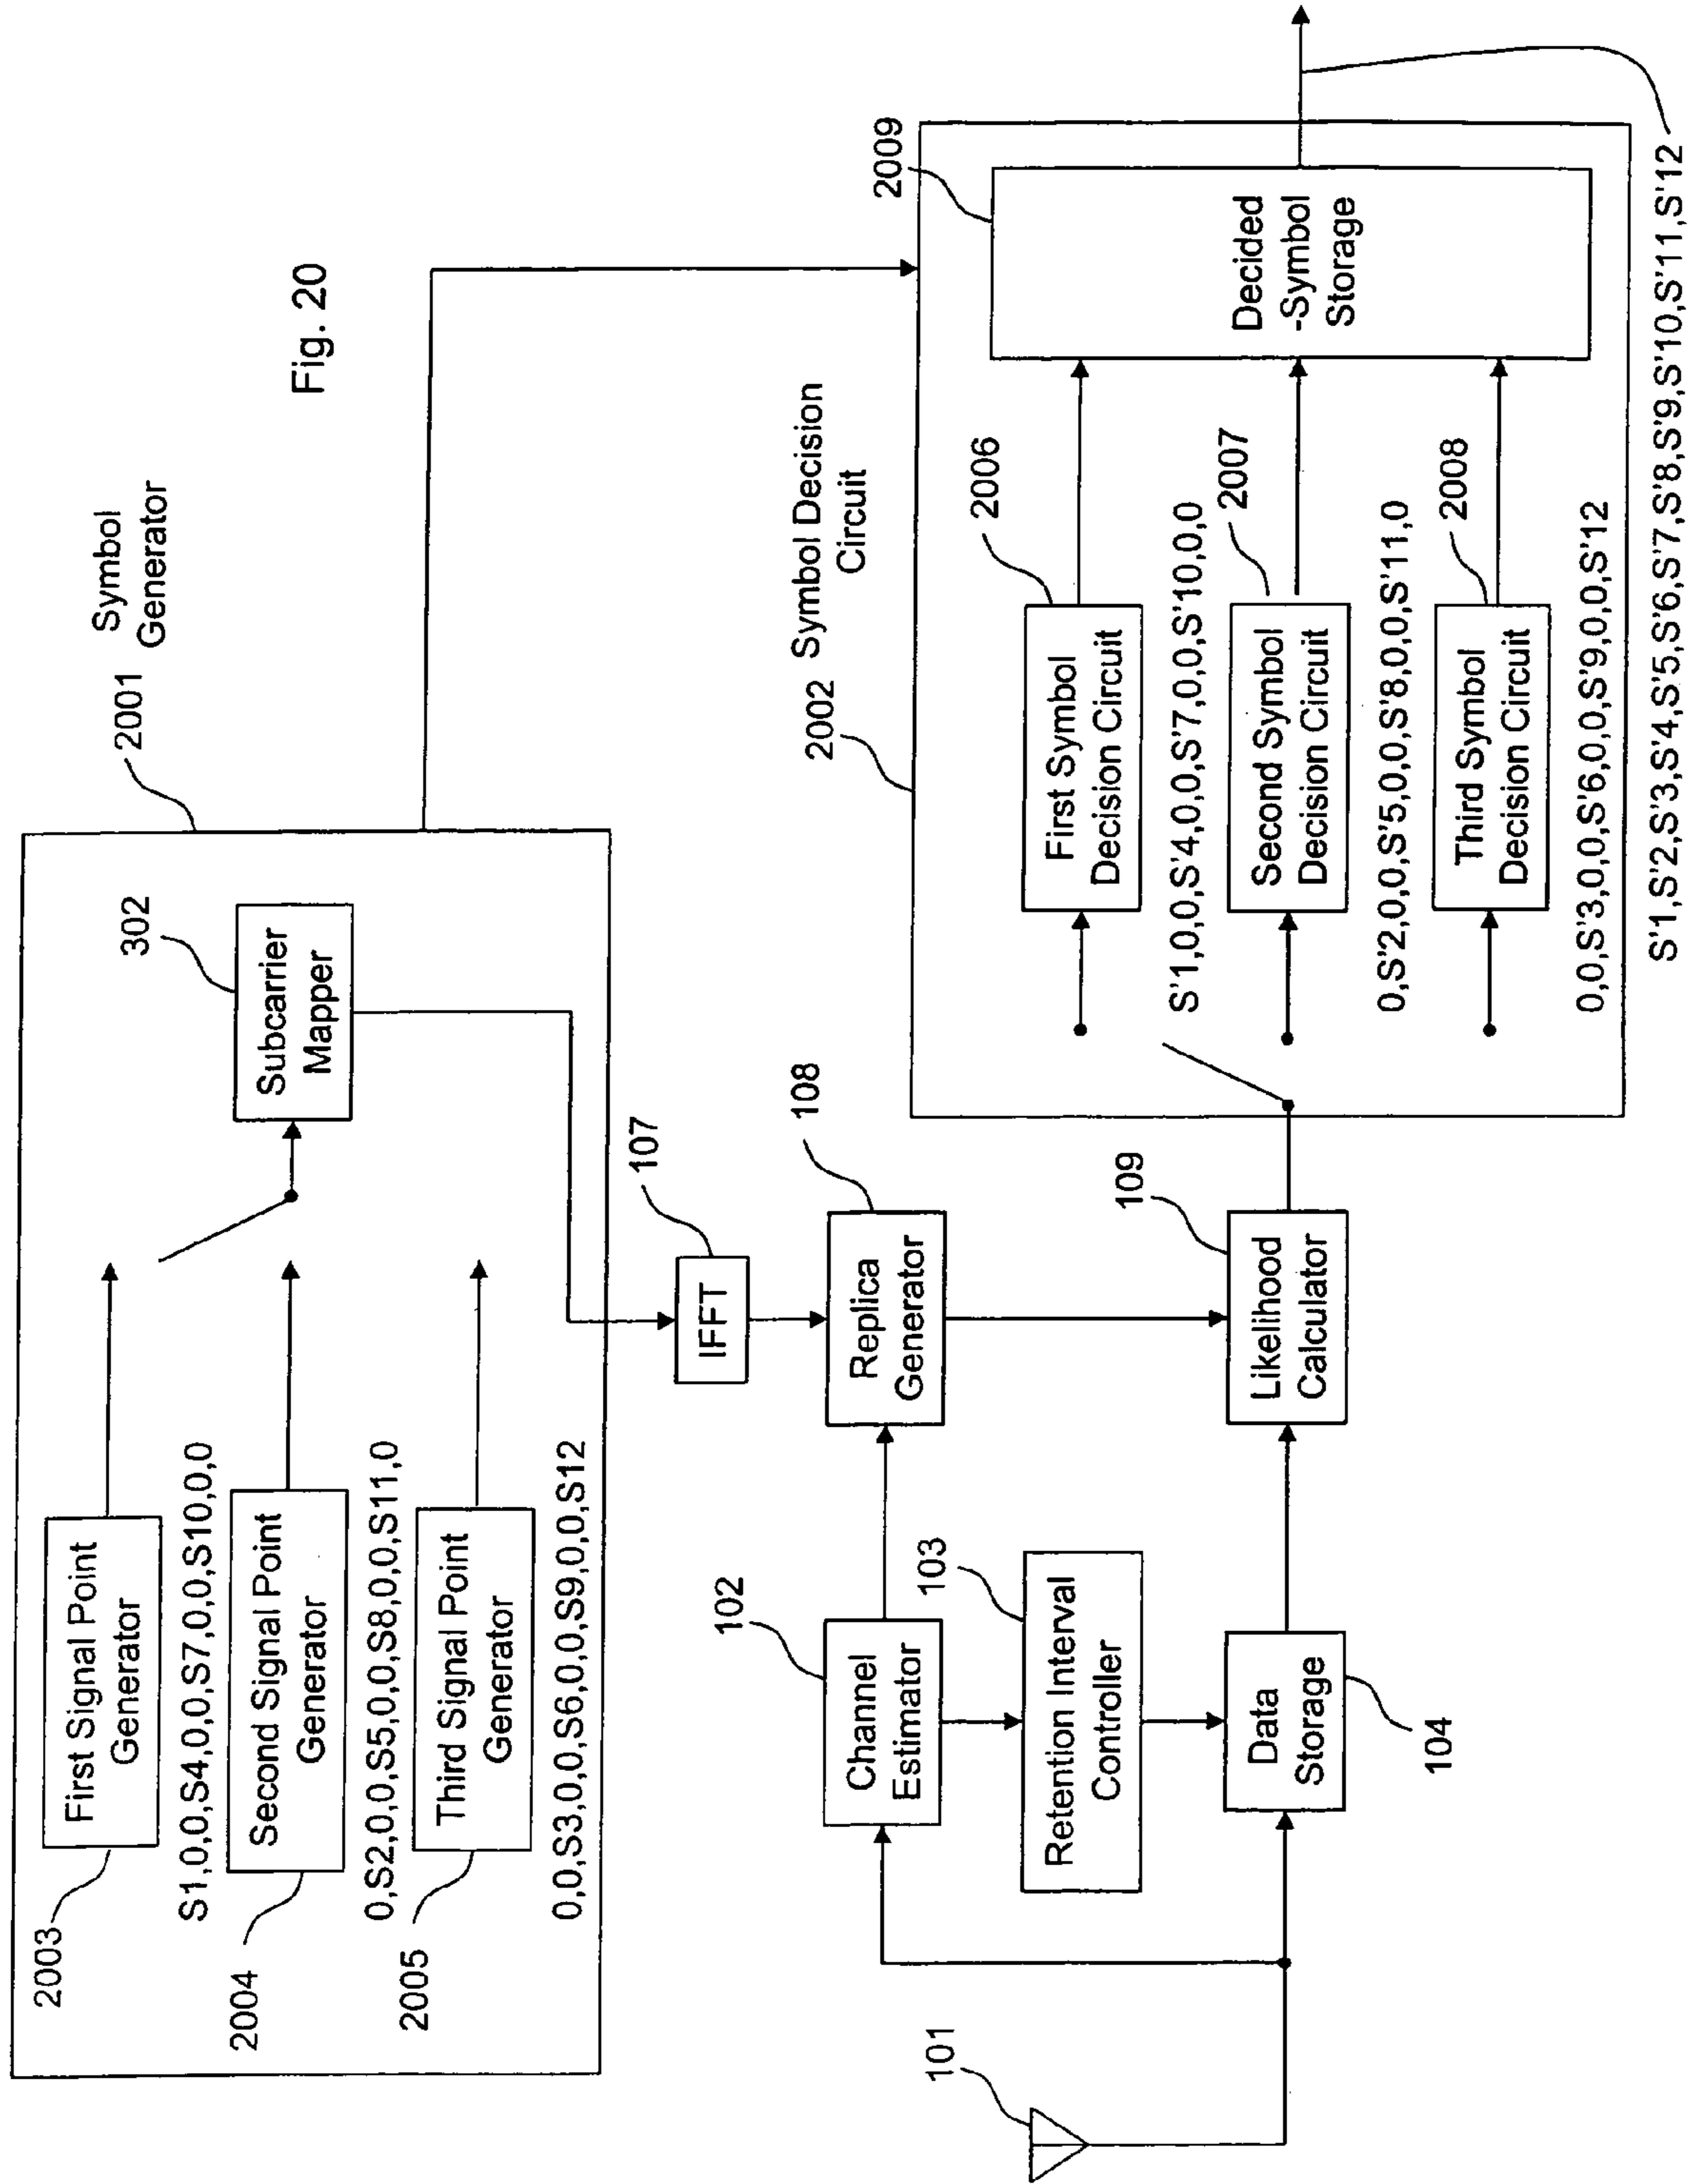 Fig. 20
2001
Symbol
Generator
2003
First Signal Point
Generator
S1,0,0,S4,0,0,S7,0,0,S10,0,0
2004
Second Signal Point
Generator
0,S2,0,0,S5,0,0,S8,0,0,S11,0
2005
Third Signal Point
Generator
0,0,S3,0,0,S6,0,0,S9,0,0,S12
302
Subcarrier
Mapper
107
IFFT
108
Replica
Generator
109
Likelihood
Calculator
101
102
Channel
Estimator
103
Retention Interval
Controller
Data
Storage
104
2002
Symbol Decision
Circuit
2006
First Symbol
Decision Circuit
S'1,0,0,S'4,0,0,S'7,0,0,S'10,0,0
2007
Second Symbol
Decision Circuit
0,S'2,0,0,S'5,0,0,S'8,0,0,S'11,0
2008
Third Symbol
Decision Circuit
0,0,S'3,0,0,S'6,0,0,S'9,0,0,S'12
2009
Decided
-Symbol
Storage
S'1,S'2,S'3,S'4,S'5,S'6,S'7,S'8,S'9,S'10,S'11,S'12